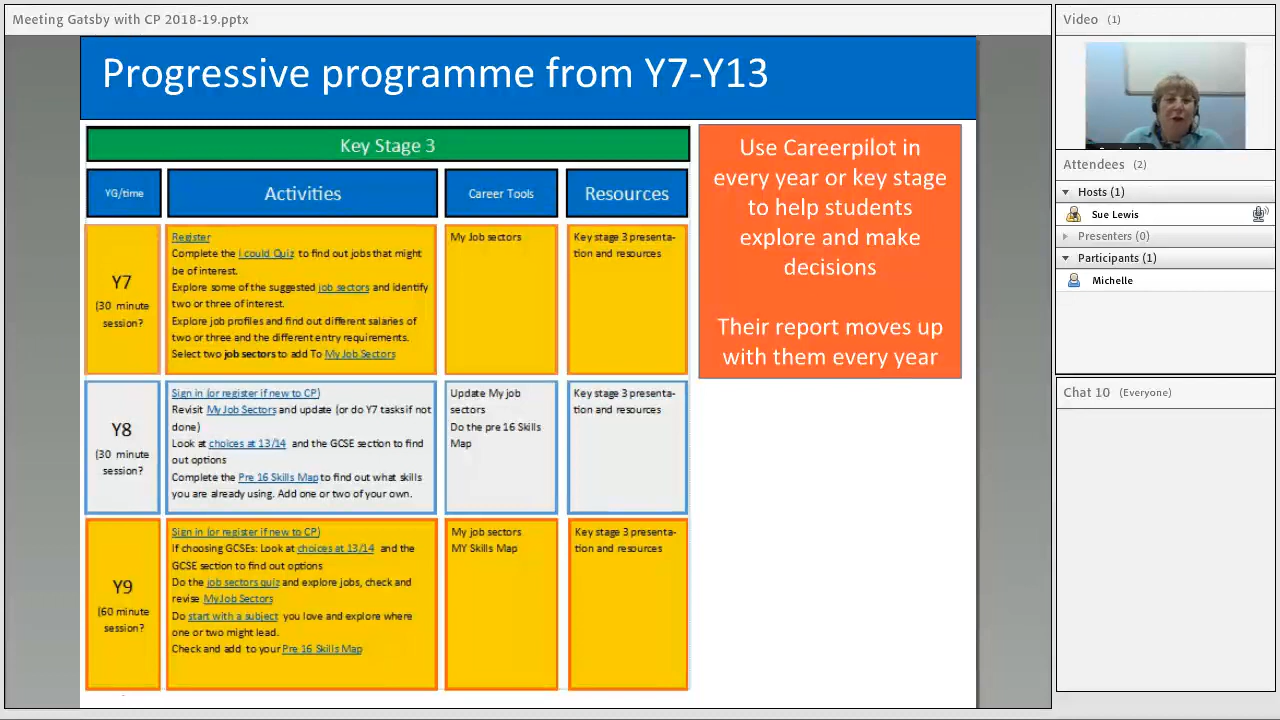 Meeting Gatsby with CP 2018-19.pptx
Progressive programme from Y7-Y13
Key Stage 3
YG/time
Activities
Career Tools
Resources
Y7
(30 minute
session?
Register
Complete the I could Quiz to find out jobs that might
be of interest.
Explore some of the suggested job sectors and identify
two or three of interest.
Explore job profiles and find out different salaries of
two or three and the different entry requirements.
Select two job sectors to add To My Job Sectors
My Job sectors
Key stage 3 presenta-
tion and resources
Y8
(30 minute
session?
Sign in (or register if new to CP)
Revisit My Job Sectors and update (or do Y7 tasks if not
done)
Look at choices at 13/14 and the GCSE section to find
out options
Complete the Pre 16 Skills Map to find out what skills
you are already using. Add one or two of your own.
Update My job
sectors
Do the pre 16 Skills
Map
Key stage 3 presenta-
tion and resources
Y9
(60 minute
session?
Sign in (or register if new to CP)
If choosing GCSEs: Look at choices at 13/14 and the
GCSE section to find out options
Do the job sectors quiz and explore jobs, check and
revise My Job Sectors
Do start with a subject you love and explore where
one or two might lead.
Check and add to your Pre 16 Skills Map
My job sectors
MY Skills Map
Key stage 3 presenta-
tion and resources
Use Careerpilot in
every year or key stage
to help students
explore and make
decisions
Their report moves up
with them every year
Video (1)
Attendees (2)
Hosts (1)
Sue Lewis
Presenters (0)
Participants (1)
Michelle
Chat 10 (Everyone)